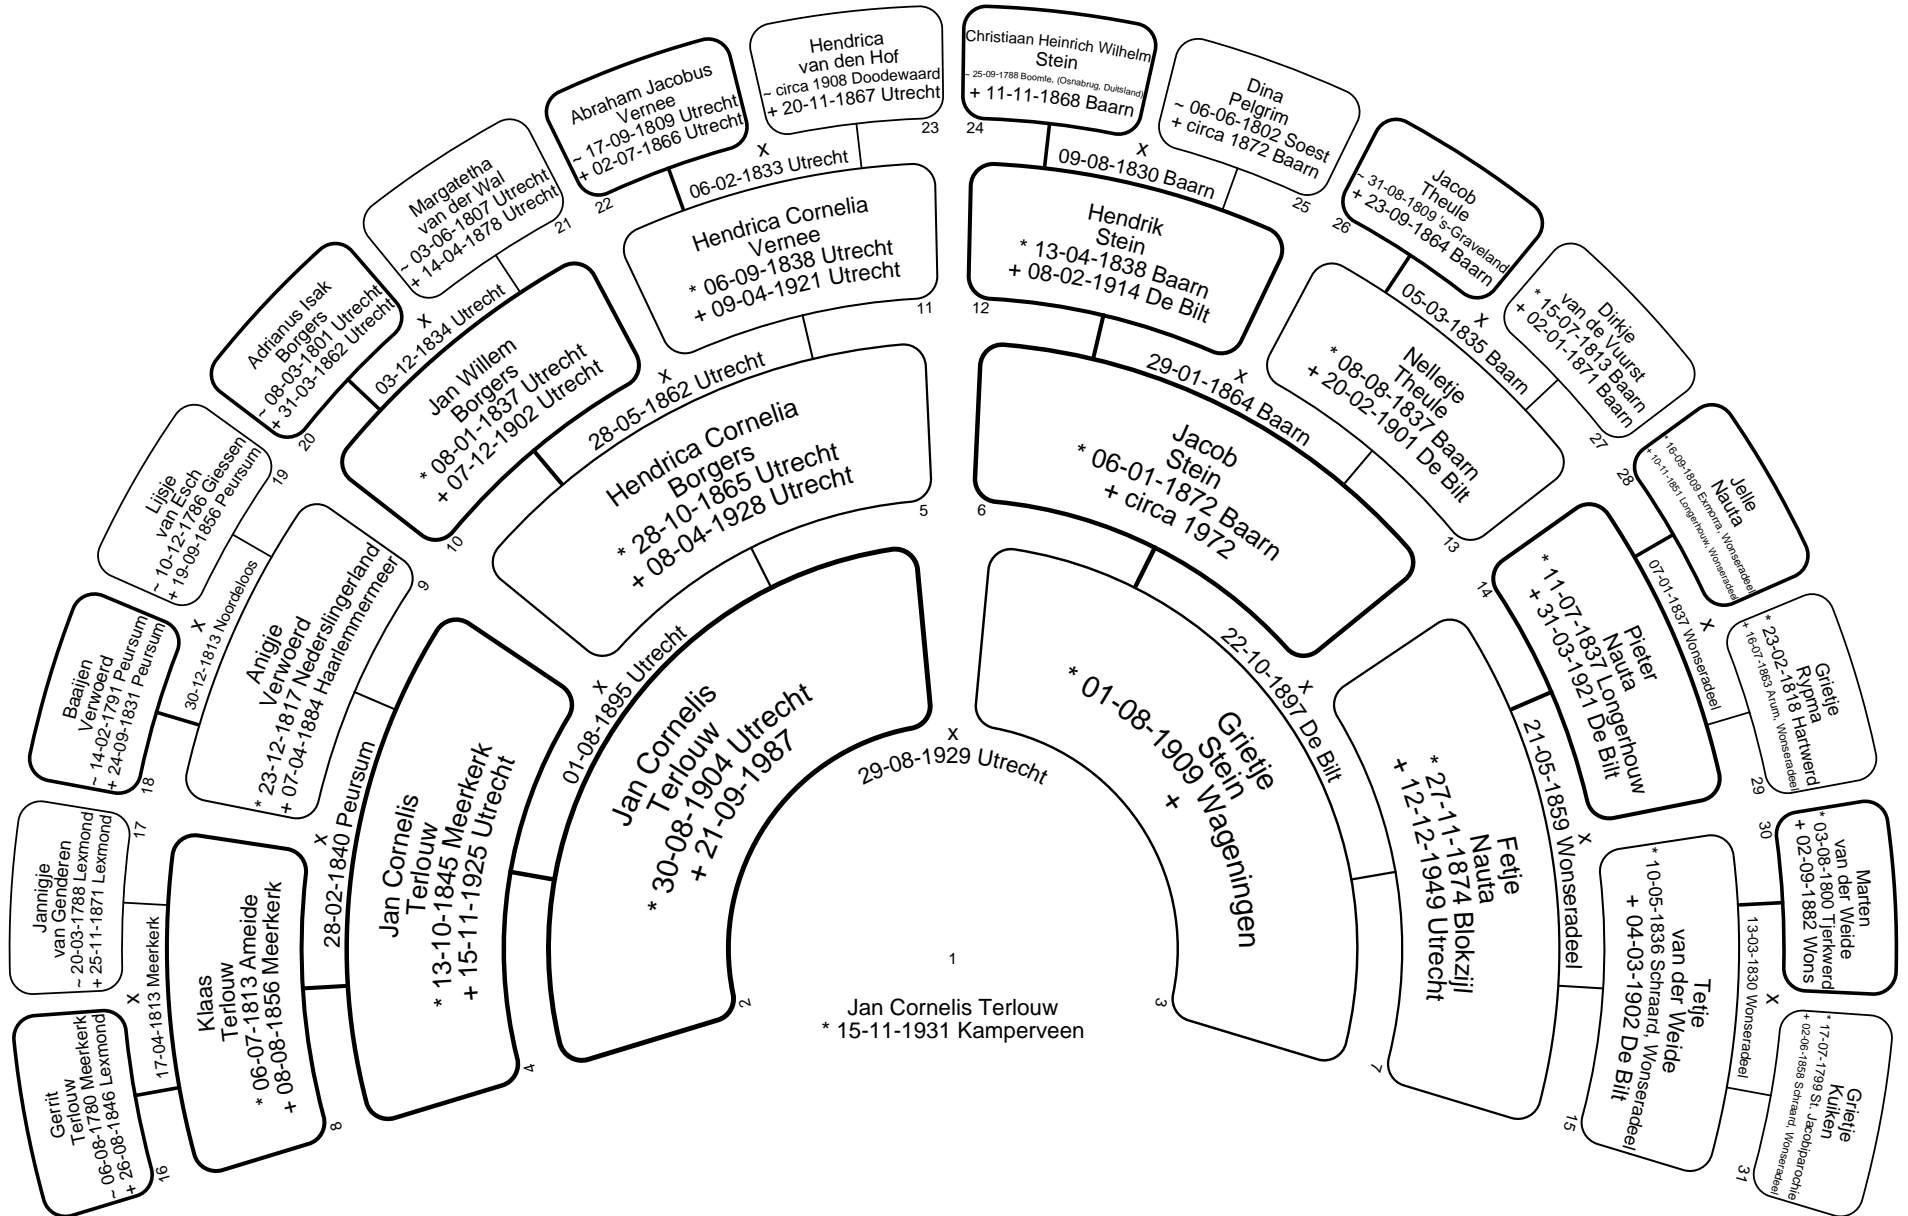 1
Jan Cornelis Terlouw
* 15-11-1931 Kamperveen
Jan Cornelis
Terlouw
* 30-08-1904 Utrecht
+ 21-09-1987
2
x
29-08-1929 Utrecht
Grietje
Stein
* 01-08-1909 Wageningen
+
3
Jan Cornelis
Terlouw
* 13-10-1845 Meerkerk
+ 15-11-1925 Utrecht
4
x
01-08-1895 Utrecht
Hendrica Cornelia
Borgers
* 28-10-1865 Utrecht
+ 08-04-1928 Utrecht
5
Jacob
Stein
* 06-01-1872 Baarn
+ circa 1972
6
x
22-10-1897 De Bilt
Fetje
Nauta
* 27-11-1874 Blokzijl
+ 12-12-1949 Utrecht
7
Klaas
Terlouw
* 06-07-1813 Ameide
+ 08-08-1856 Meerkerk
8
x
28-02-1840 Peursum
Anigje
Verwoerd
* 23-12-1817 Nederslingerland
+ 07-04-1884 Haarlemmermeer
9
Jan Willem
Borgers
* 08-01-1837 Utrecht
+ 07-12-1902 Utrecht
10
x
28-05-1862 Utrecht
Hendrica Cornelia
Vernee
* 06-09-1838 Utrecht
+ 09-04-1921 Utrecht
11
Hendrik
Stein
* 13-04-1838 Baarn
+ 08-02-1914 De Bilt
12
x
29-01-1864 Baarn
Nelletje
Theule
* 08-08-1837 Baarn
+ 20-02-1901 De Bilt
13
Pieter
Nauta
* 11-07-1837 Longerhouw
+ 31-03-1921 De Bilt
14
x
21-05-1859 Wonseradeel
Tetje
van der Weide
* 10-05-1836 Schraard, Wonseradeel
+ 04-03-1902 De Bilt
15
Gerrit
Terlouw
~ 06-08-1780 Meerkerk
+ 26-08-1846 Lexmond
16
x
17-04-1813 Meerkerk
Jannigje
van Genderen
~ 20-03-1788 Lexmond
+ 25-11-1871 Lexmond
17
Baaijen
Verwoerd
~ 14-02-1791 Peursum
+ 24-09-1831 Peursum
18
x
30-12-1813 Noordeloos
Lijsje
van Esch
~ 10-12-1786 Giessen
+ 19-09-1856 Peursum
19
Adrianus Isak
Borgers
~ 08-03-1801 Utrecht
+ 31-03-1862 Utrecht
20
x
03-12-1834 Utrecht
Margatetha
van der Wal
~ 03-06-1807 Utrecht
+ 14-04-1878 Utrecht
21
Abraham Jacobus
Vernee
~ 17-09-1809 Utrecht
+ 02-07-1866 Utrecht
22
x
06-02-1833 Utrecht
Hendrica
van den Hof
~ circa 1908 Doodewaard
+ 20-11-1867 Utrecht
23
Christiaan Heinrich Wilhelm
Stein
~ 25-09-1788 Boomte, (Osnabrug, Duitsland)
+ 11-11-1868 Baarn
24
x
09-08-1830 Baarn
Dina
Pelgrim
~ 06-06-1802 Soest
+ circa 1872 Baarn
25
Jacob
Theule
~ 31-08-1809 's-Graveland
+ 23-09-1864 Baarn
26
x
05-03-1835 Baarn
Dirkje
van de Vuurst
* 15-07-1813 Baarn
+ 02-01-1871 Baarn
27
Jelle
Nauta
* 16-09-1809 Exmorra, Wonseradeel
+ 10-11-1851 Longerhouw, Wonseradeel
28
x
07-01-1837 Wonseradeel
Grietje
Rypma
* 23-02-1818 Hartwerd
+ 16-07-1863 Arum, Wonseradeel
29
Marten
van der Weide
* 03-08-1800 Tjerkwerd
+ 02-09-1882 Wons
30
x
13-03-1830 Wonseradeel
Grietje
Kuiken
* 17-07-1799 St. Jacobiparochie
+ 02-06-1858 Schraard, Wonseradeel
31